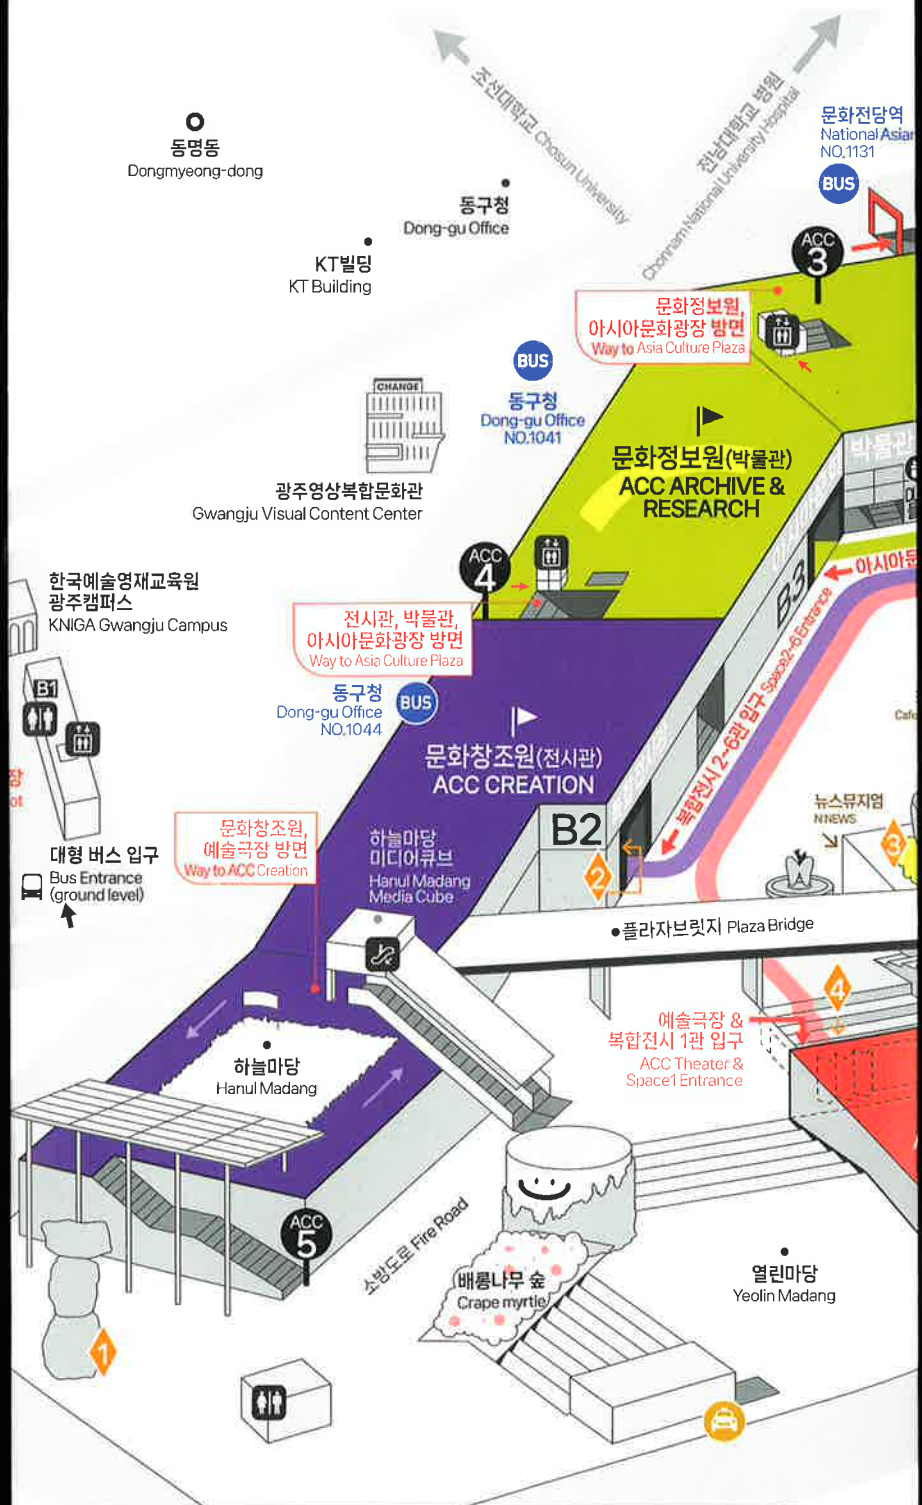 조선대학교 Chosun University
전남대학교 병원
Chonnam National University Hospital
문화전당역
National Asian
NO.1131
BUS
동명동
Dongmyeong-dong
동구청
Dong-gu Office
KT빌딩
KT Building
ACC
3
문화정보원,
아시아문화광장 방면
Way to Asia Culture Plaza
BUS
동구청
Dong-gu Office
NO.1041
CHANGE
광주영상복합문화관
Gwangju Visual Content Center
문화정보원(박물관)
ACC ARCHIVE &
RESEARCH
박물관
ACC
4
B3
아시아문
한국예술영재교육원
광주캠퍼스
KNIGA Gwangju Campus
전시관, 박물관,
아시아문화광장 방면
Way to Asia Culture Plaza
복합전시 2~6관 입구 Space2~6 Entrance
B1
동구청
Dong-gu Office
NO.1044
BUS
문화창조원(전시관)
ACC CREATION
Cafe
장
ot
뉴스뮤지엄
NNEWS
3
문화창조원,
예술극장 방면
Way to ACC Creation
하늘마당
미디어큐브
Hanul Madang
Media Cube
B2
2
대형 버스 입구
Bus Entrance
(ground level)
플라자브릿지 Plaza Bridge
4
예술극장 &
복합전시 1관 입구
ACC Theater &
Space1 Entrance
하늘마당
Hanul Madang
ACC
5
소방도로 Fire Road
배롱나무 숲
Crape myrtle
열린마당
Yeolin Madang
1